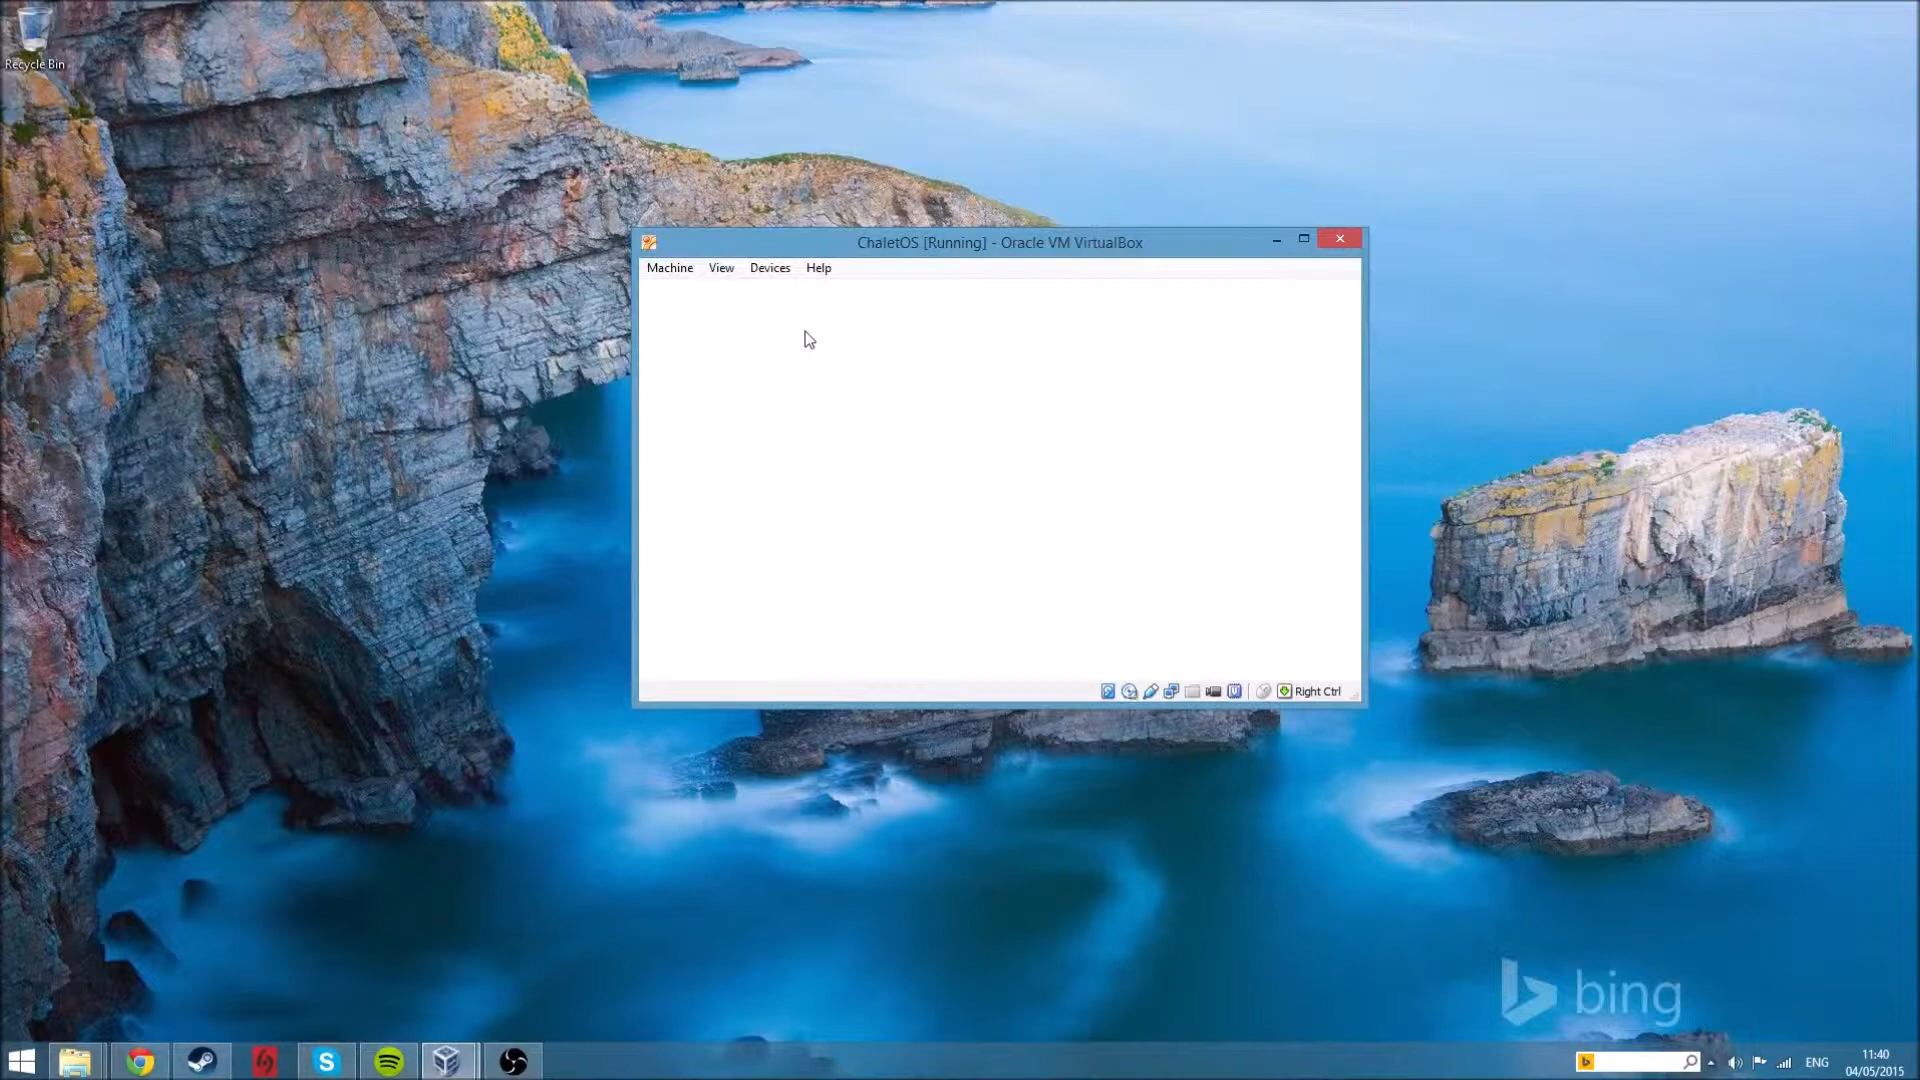 Recycle Bin
ChaletOS [Running] - Oracle VM VirtualBox
Machine View Devices Help
Right Ctrl
bing
ENG
11:40
04/05/2015